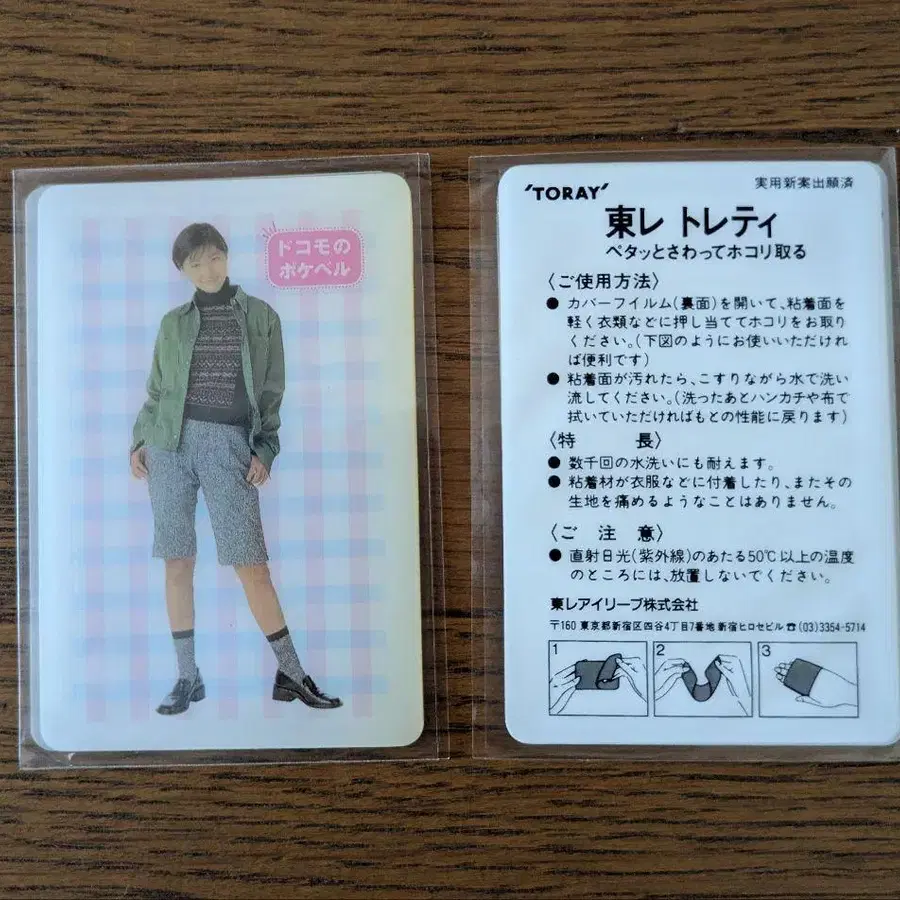 ドコモの
ポケベル
'TORAY'
実用新案出願済
東レ トレティ
ペタッとさわってホコリ取る
〈ご使用方法〉
● カバーフイルム(裏面)を開いて、粘着面を
軽く衣類などに押し当ててホコリをお取り
ください。(下図のようにお使いいただけれ
ば便利です)
● 粘着面が汚れたら、こすりながら水で洗い
流してください。(洗ったあとハンカチや布で
拭いていただければもとの性能に戻ります)
〈特 長〉
● 数千回の水洗いにも耐えます。
● 粘着材が衣服などに付着したり、またその
生地を痛めるようなことはありません。
〈ご 注 意〉
● 直射日光(紫外線)のあたる50℃以上の温度
のところには、放置しないでください。
東レアイリーブ株式会社
〒160 東京都新宿区四谷4丁目7番地 新宿ヒロセビル ☎(03)3354-5714
1
2
3